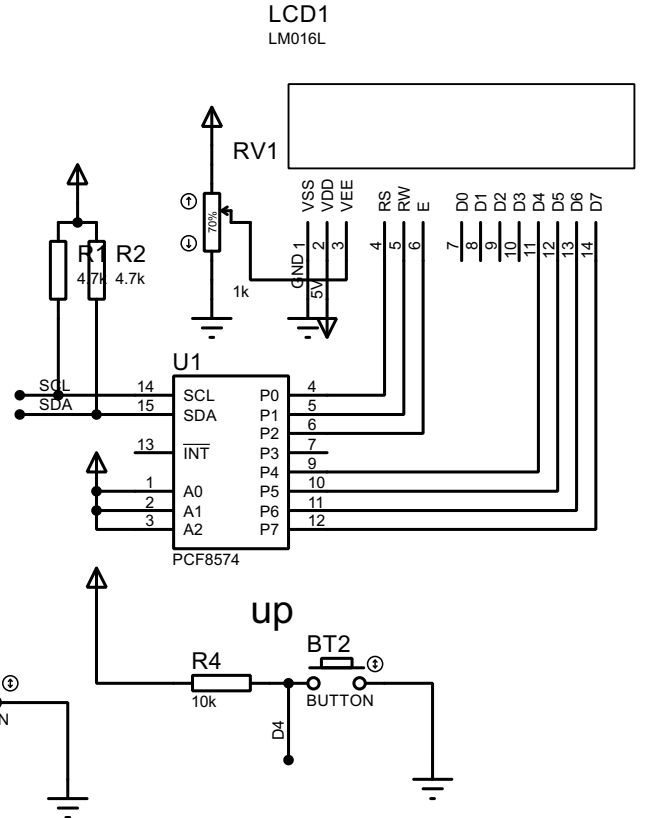 LCD1
LM016L
RV1
70%
1k
VSS
VDD
VEE
RS
RW
E
D0
D1
D2
D3
D4
D5
D6
D7
GND 1
5V 2
3
4
5
6
7
8
9
10
11
12
13
14
R1 R2
4.7k 4.7k
U1
SCL 14 SCL P0 4
SDA 15 SDA P1 5
P2 6
13 INT P3 7
P4 9
1 A0 P5 10
2 A1 P6 11
3 A2 P7 12
PCF8574
up
R4 BT2
10k BUTTON
D4
N